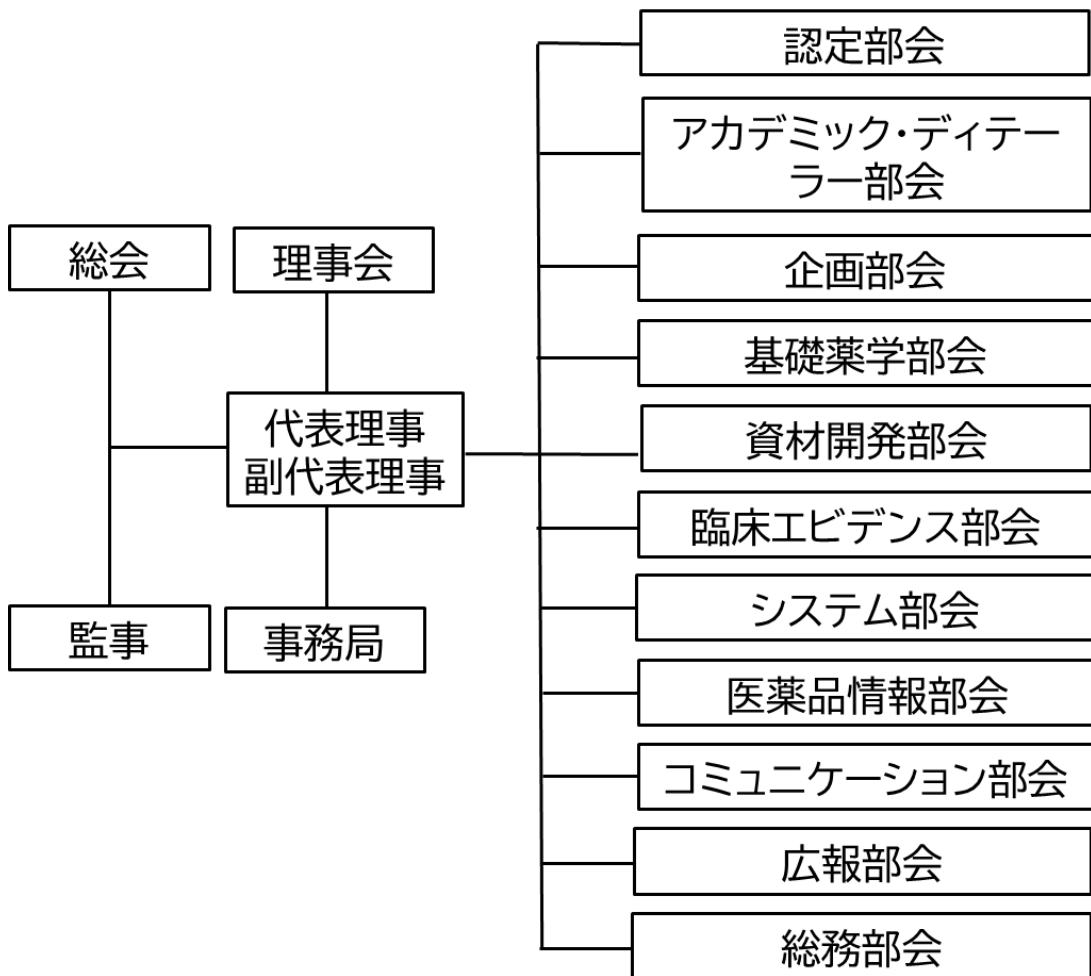 総会
理事会
代表理事
副代表理事
監事
事務局
認定部会
アカデミック・ディテー
ラー部会
企画部会
基礎薬学部会
資材開発部会
臨床エビデンス部会
システム部会
医薬品情報部会
コミュニケーション部会
広報部会
総務部会